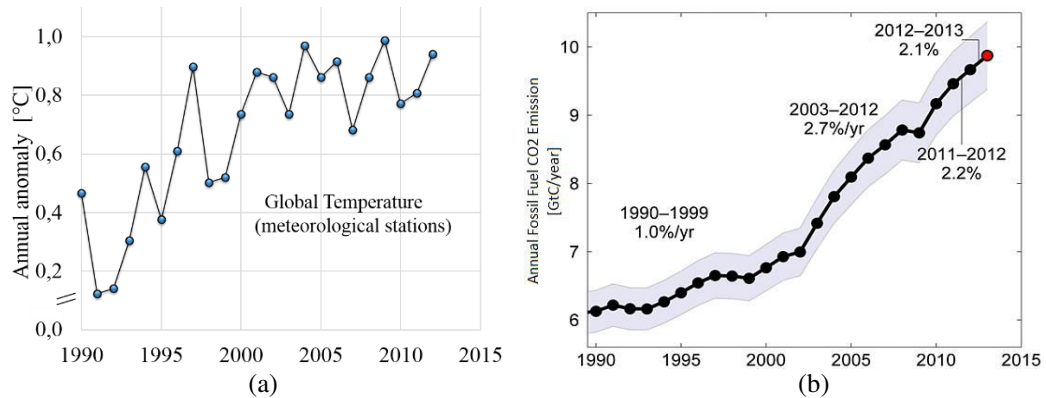 1,0
0,8
0,6
0,4
0,2
0,0
Annual anomaly [°C]
Global Temperature
(meteorological stations)
1990 1995 2000 2005 2010 2015
(a)
10
9
8
7
6
Annual Fossil Fuel CO2 Emission
[GtC/year]
2012–2013
2.1%
2003–2012
2.7%/yr
2011–2012
2.2%
1990–1999
1.0%/yr
1990 1995 2000 2005 2010 2015
(b)